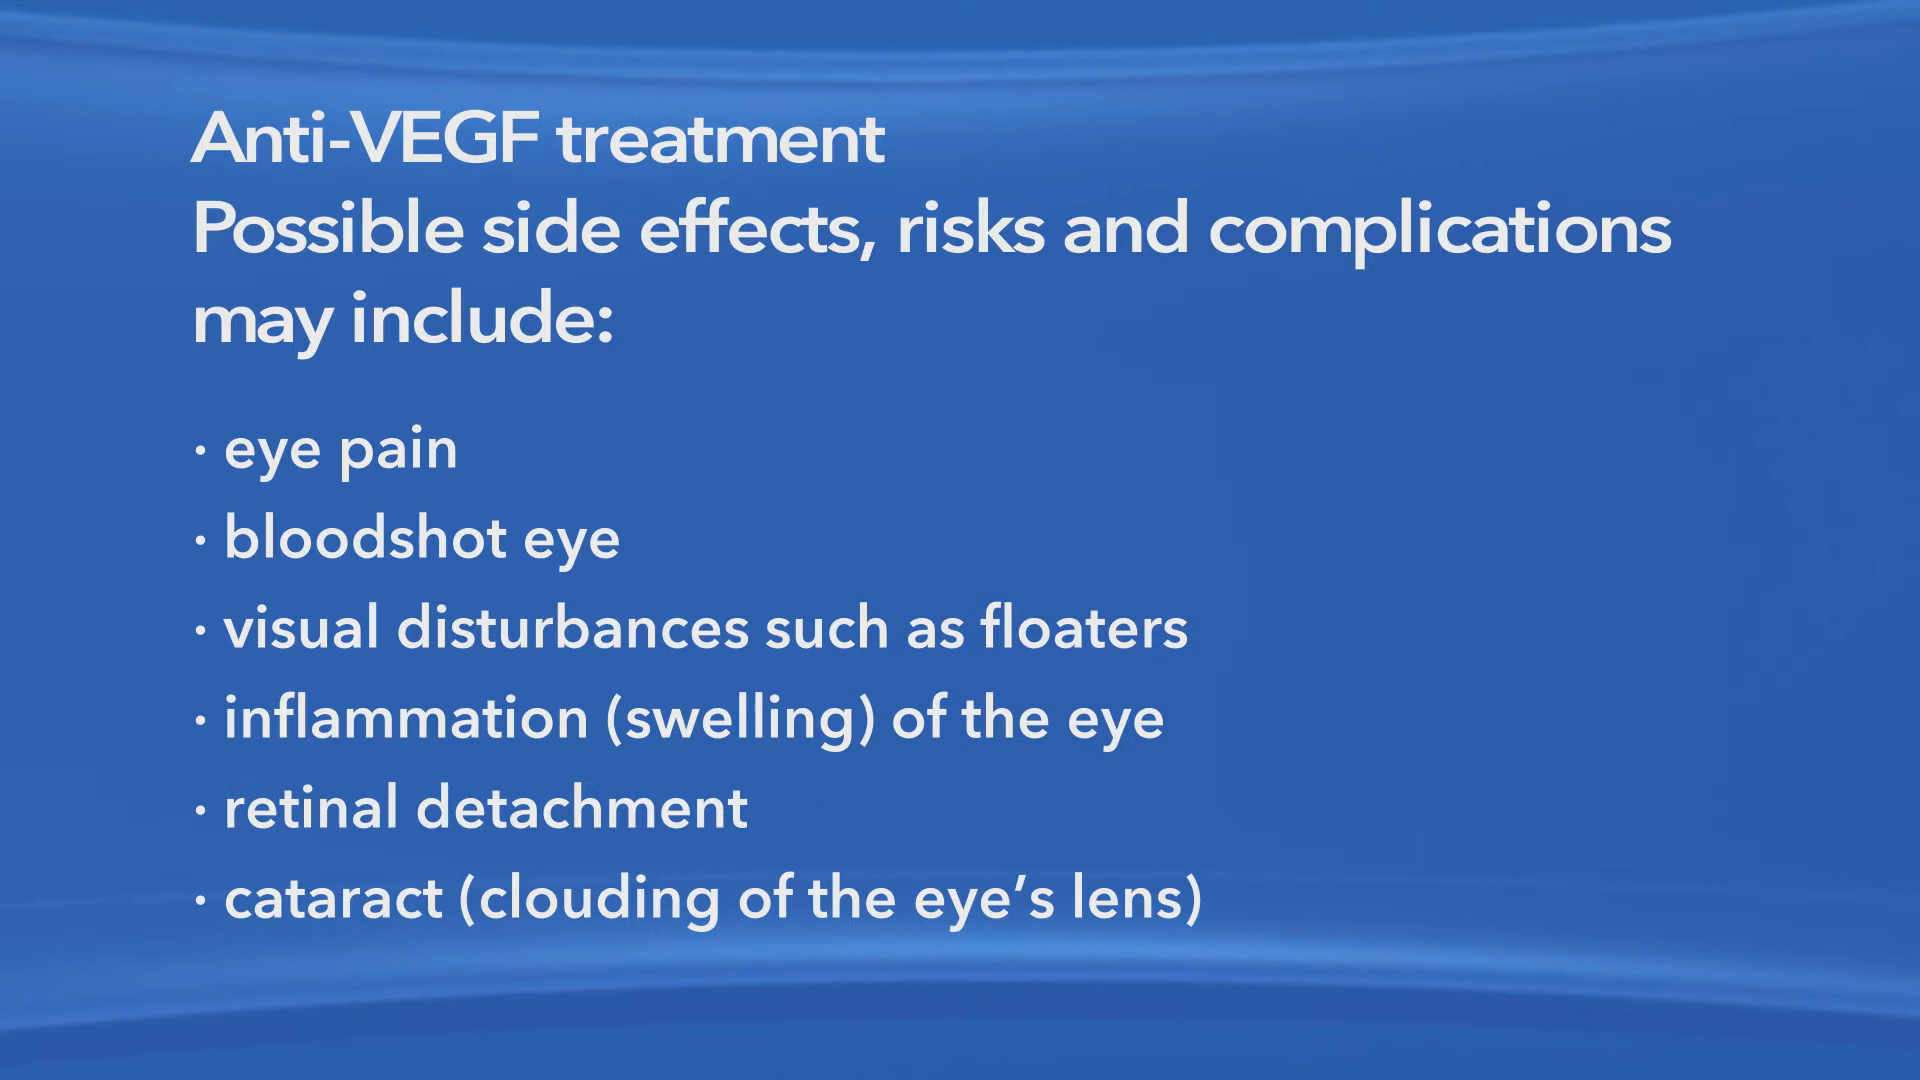 Anti-VEGF treatment
Possible side effects, risks and complications
may include:
· eye pain
· bloodshot eye
· visual disturbances such as floaters
· inflammation (swelling) of the eye
· retinal detachment
· cataract (clouding of the eye’s lens)